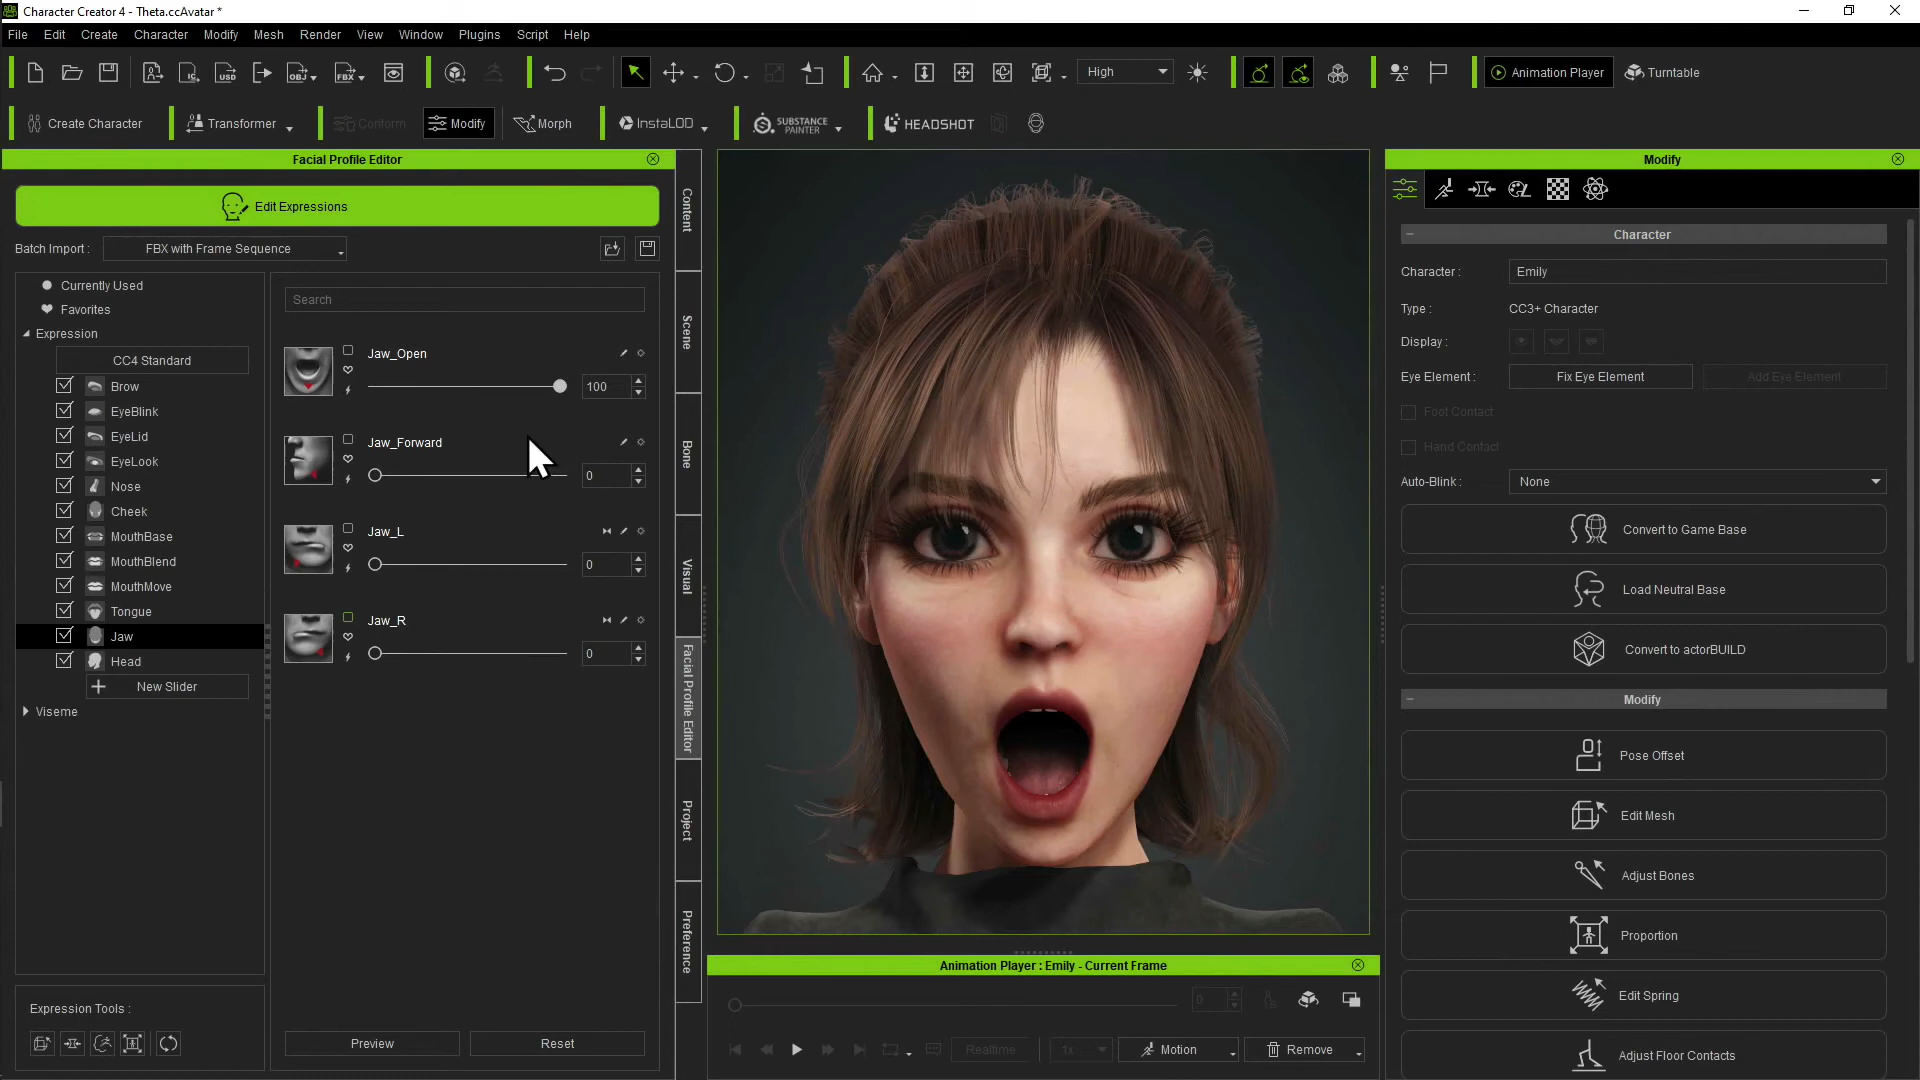 Character Creator 4 - Theta.ccAvatar *
File Edit Create Character Modify Mesh Render View Window Plugins Script Help
High Animation Player Turntable
Create Character Transformer Conform Modify Morph InstaLOD SUBSTANCE PAINTER HEADSHOT
Facial Profile Editor
Edit Expressions
Batch Import : FBX with Frame Sequence
Currently Used
Favorites
Expression
CC4 Standard
Brow
EyeBlink
EyeLid
EyeLook
Nose
Cheek
MouthBase
MouthBlend
MouthMove
Tongue
Jaw
Head
New Slider
Viseme
Expression Tools :
Search
Jaw_Open
100
Jaw_Forward
0
Jaw_L
0
Jaw_R
0
Preview Reset
Content
Scene
Bone
Visual
Facial Profile Editor
Project
Preference
Animation Player : Emily - Current Frame
0
Realtime 1x Motion Remove
Modify
Character
Character : Emily
Type : CC3+ Character
Display :
Eye Element : Fix Eye Element Add Eye Element
Foot Contact
Hand Contact
Auto-Blink : None
Convert to Game Base
Load Neutral Base
Convert to actorBUILD
Modify
Pose Offset
Edit Mesh
Adjust Bones
Proportion
Edit Spring
Adjust Floor Contacts